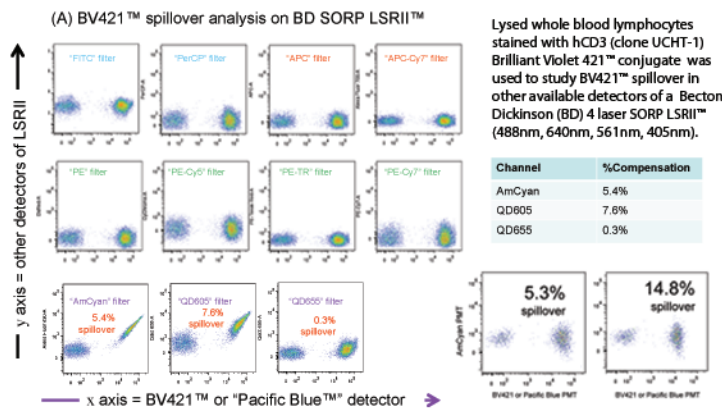 (A) BV421™ spillover analysis on BD SORP LSRII™
y axis = other detectors of LSRII
"FITC" filter
"PerCP" filter
"APC" filter
"APC-Cy7" filter
"PE" filter
"PE-Cy5" filter
"PE-TR" filter
"PE-Cy7" filter
"AmCyan" filter
5.4%
spillover
"QD605" filter
7.6%
spillover
"QD655" filter
0.3%
spillover
x axis = BV421™ or "Pacific Blue™" detector
Lysed whole blood lymphocytes
stained with hCD3 (clone UCHT-1)
Brilliant Violet 421™ conjugate was
used to study BV421™ spillover in
other available detectors of a Becton
Dickinson (BD) 4 laser SORP LSRII™
(488nm, 640nm, 561nm, 405nm).
Channel %Compensation
AmCyan 5.4%
QD605 7.6%
QD655 0.3%
AmCyan PMT
5.3%
spillover
BV421 or Pacific Blue PMT
14.8%
spillover
BV421 or Pacific Blue PMT